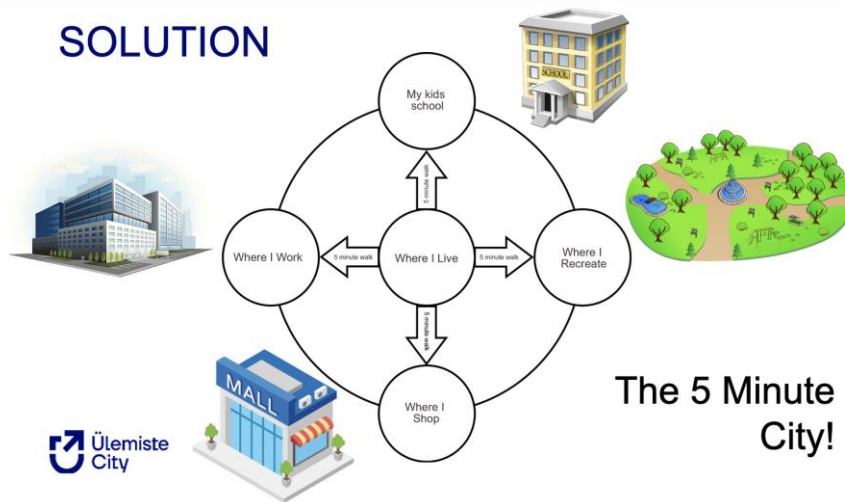 SOLUTION
My kids
school
SCHOOL
5 minute walk
Where I Work
5 minute walk
Where I Live
5 minute walk
Where I
Recreate
5 minute walk
MALL
Where I
Shop
The 5 Minute
City!
Ülemiste
City